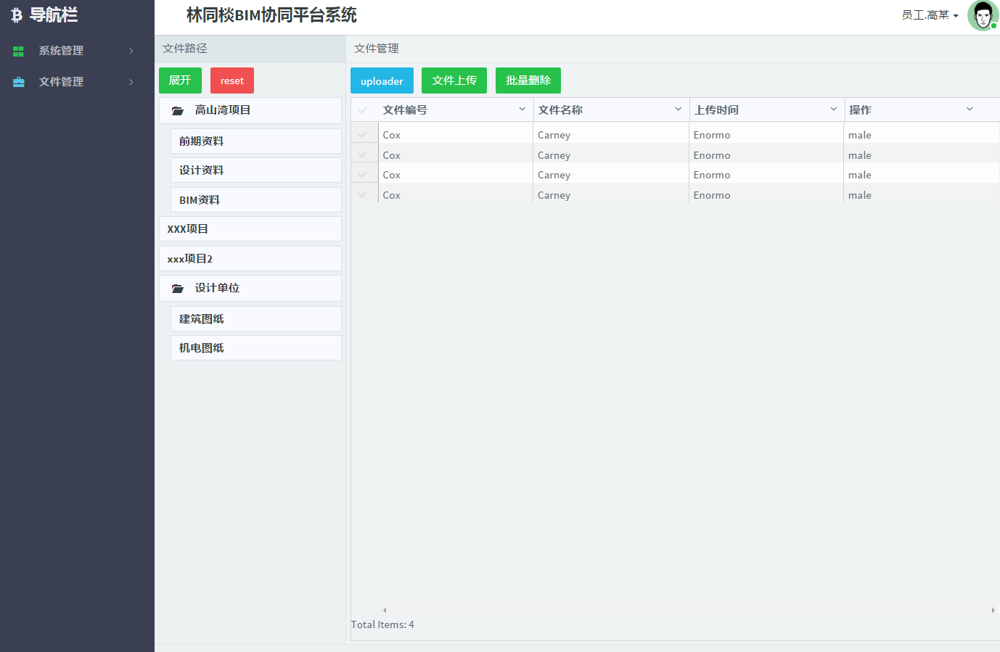 导航栏
林同棪BIM协同平台系统
员工.高某
系统管理
文件管理
文件路径
文件管理
展开
reset
uploader
文件上传
批量删除
高山湾项目
前期资料
设计资料
BIM资料
XXX项目
xxx项目2
设计单位
建筑图纸
机电图纸
文件编号 文件名称 上传时间 操作
Cox Carney Enormo male
Cox Carney Enormo male
Cox Carney Enormo male
Cox Carney Enormo male
Total Items: 4